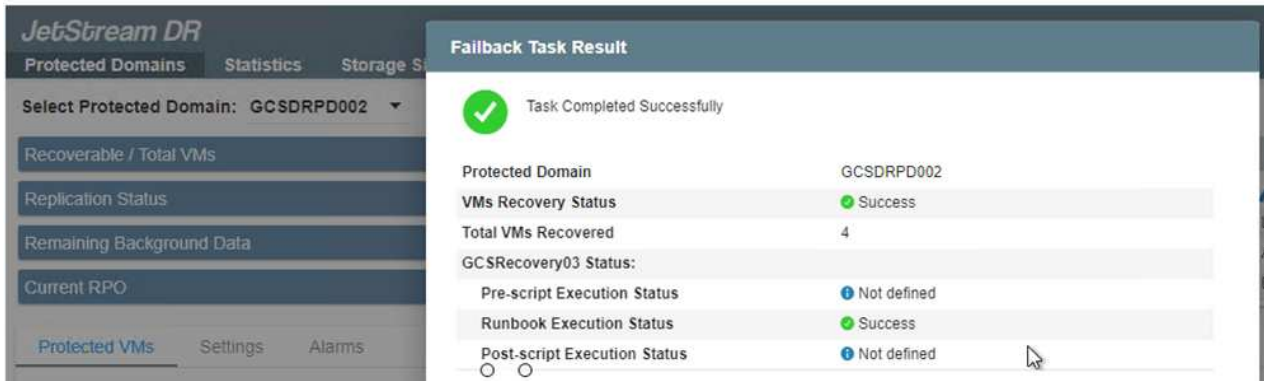 JetStream DR
Protected Domains Statistics Storage Si
Select Protected Domain: GCSDRPD002
Recoverable / Total VMs
Replication Status
Remaining Background Data
Current RPO
Protected VMs Settings Alarms
Failback Task Result
Task Completed Successfully
Protected Domain GCSDRPD002
VMs Recovery Status Success
Total VMs Recovered 4
GCSRecovery03 Status:
Pre-script Execution Status Not defined
Runbook Execution Status Success
Post-script Execution Status Not defined